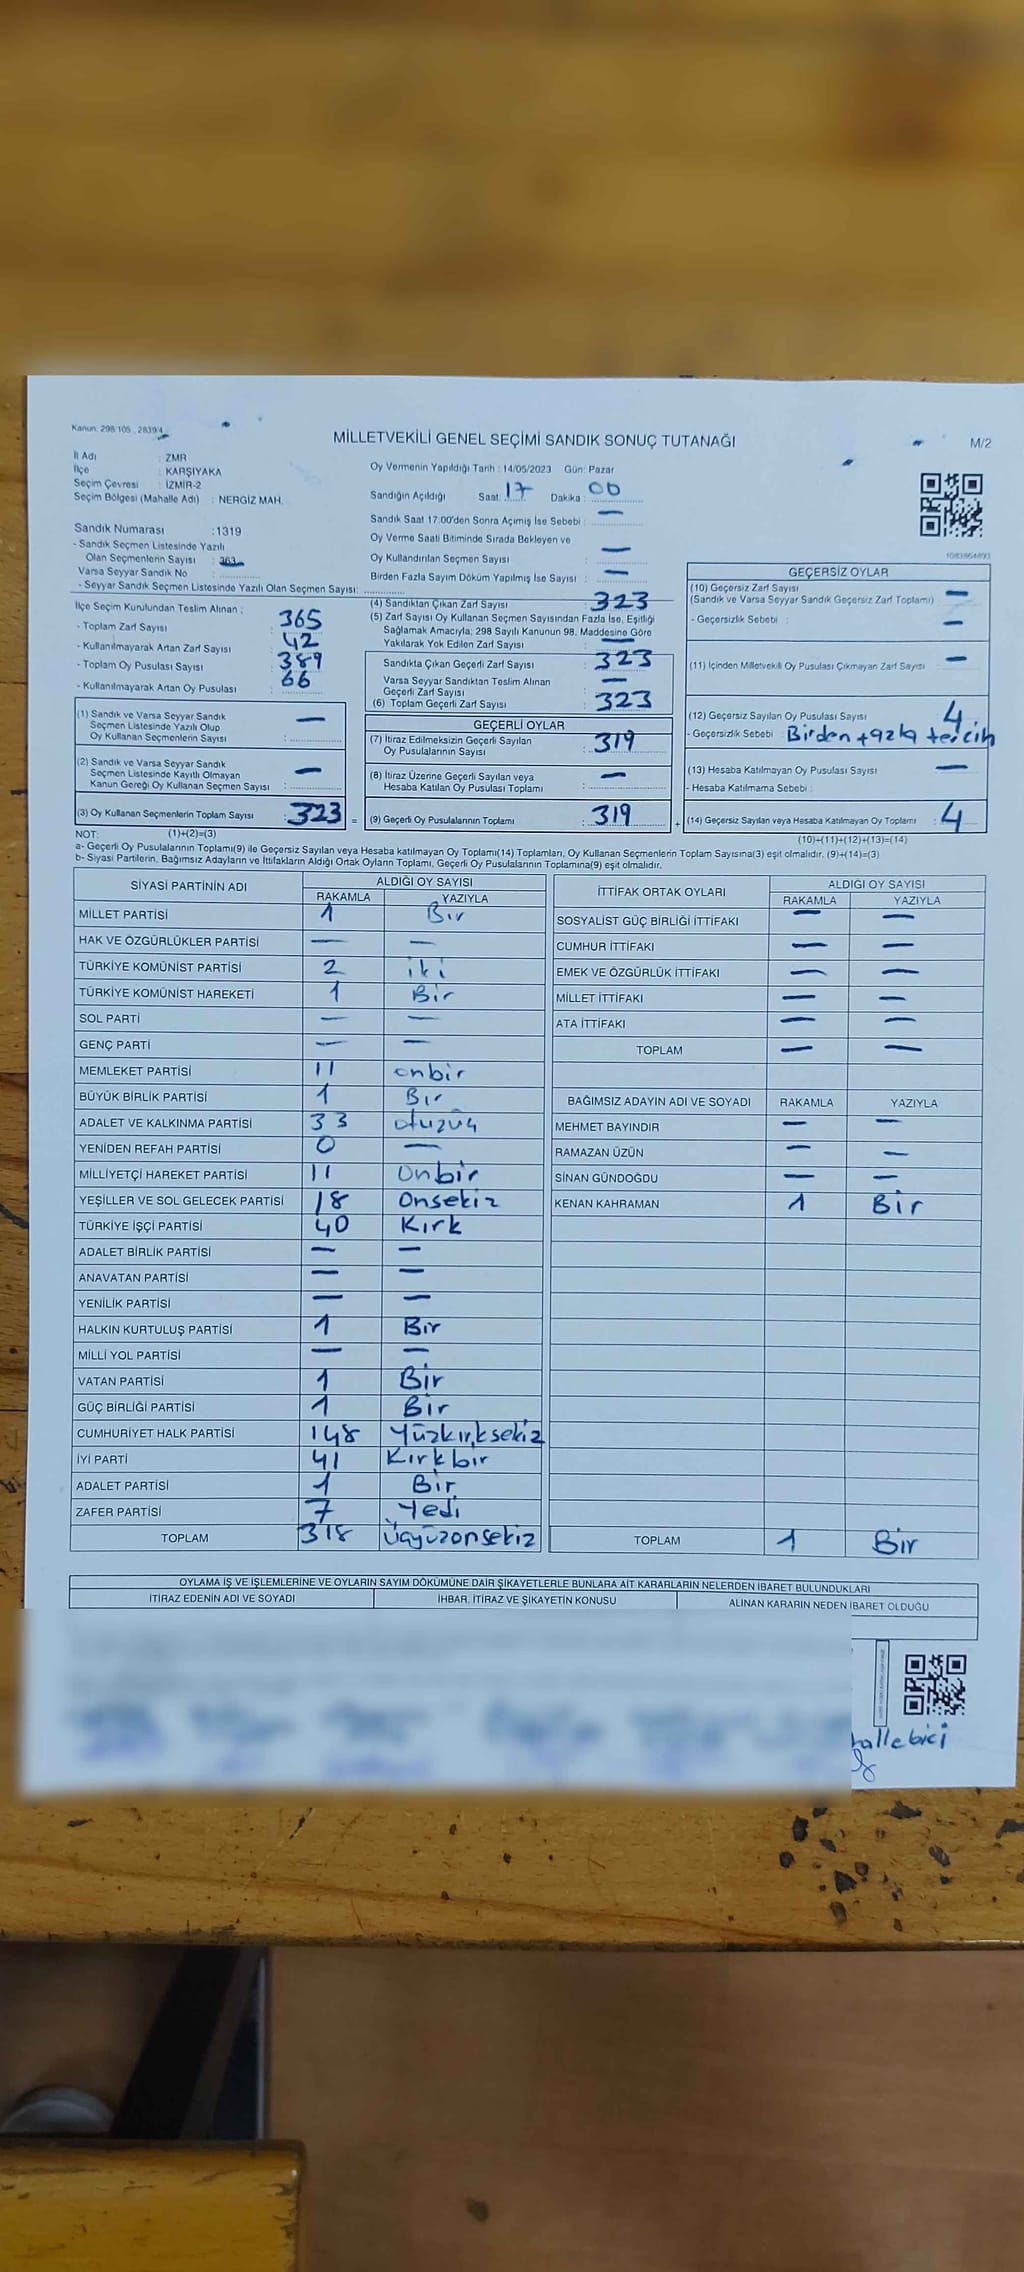 Kanun: 298/105 , 2839/4
MİLLETVEKİLİ GENEL SEÇİMİ SANDIK SONUÇ TUTANAĞI
M/2
İl Adı : ZMR
İlçe : KARŞIYAKA
Seçim Çevresi : İZMİR-2
Seçim Bölgesi (Mahalle Adı) : NERGİZ MAH.
Oy Vermenin Yapıldığı Tarih : 14/05/2023 Gün: Pazar
Sandığın Açıldığı Saat: 17 Dakika : 00
Sandık Saat 17:00'den Sonra Açımış İse Sebebi : —
Oy Verme Saati Bitiminde Sırada Bekleyen ve
Oy Kullandırılan Seçmen Sayısı : —
Birden Fazla Sayım Döküm Yapılmış İse Sayısı : —
Sandık Numarası :1319
- Sandık Seçmen Listesinde Yazılı
Olan Seçmenlerin Sayısı : 363
Varsa Seyyar Sandık No :
- Seyyar Sandık Seçmen Listesinde Yazılı Olan Seçmen Sayısı:
1083864893
İlçe Seçim Kurulundan Teslim Alınan ;
- Toplam Zarf Sayısı : 365
- Kullanılmayarak Artan Zarf Sayısı : 42
- Toplam Oy Pusulası Sayısı : 389
- Kullanılmayarak Artan Oy Pusulası : 66
(4) Sandıktan Çıkan Zarf Sayısı : 323
(5) Zarf Sayısı Oy Kullanan Seçmen Sayısından Fazla İse, Eşitliği
Sağlamak Amacıyla; 298 Sayılı Kanunun 98. Maddesine Göre
Yakılarak Yok Edilen Zarf Sayısı : —
Sandıkta Çıkan Geçerli Zarf Sayısı : 323
Varsa Seyyar Sandıktan Teslim Alınan
Geçerli Zarf Sayısı : —
(6) Toplam Geçerli Zarf Sayısı : 323
GEÇERSİZ OYLAR
(10) Geçersiz Zarf Sayısı : —
(Sandık ve Varsa Seyyar Sandık Geçersiz Zarf Toplamı)
- Geçersizlik Sebebi : —
(11) İçinden Milletvekili Oy Pusulası Çıkmayan Zarf Sayısı : —
(12) Geçersiz Sayılan Oy Pusulası Sayısı : 4
- Geçersizlik Sebebi : Birden fazla tercih
(13) Hesaba Katılmayan Oy Pusulası Sayısı : —
- Hesaba Katılmama Sebebi :
(14) Geçersiz Sayılan veya Hesaba Katılmayan Oy Toplamı : 4
(10)+(11)+(12)+(13)=(14)
(1) Sandık ve Varsa Seyyar Sandık
Seçmen Listesinde Yazılı Olup
Oy Kullanan Seçmenlerin Sayısı : —
(2) Sandık ve Varsa Seyyar Sandık
Seçmen Listesinde Kayıtlı Olmayan
Kanun Gereği Oy Kullanan Seçmen Sayısı : —
(3) Oy Kullanan Seçmenlerin Toplam Sayısı : 323 =
GEÇERLİ OYLAR
(7) İtiraz Edilmeksizin Geçerli Sayılan
Oy Pusulalarının Sayısı : 319
(8) İtiraz Üzerine Geçerli Sayılan veya
Hesaba Katılan Oy Pusulası Toplamı : —
(9) Geçerli Oy Pusulalarının Toplamı : 319 +
NOT: (1)+(2)=(3)
a- Geçerli Oy Pusulalarının Toplamı(9) ile Geçersiz Sayılan veya Hesaba katılmayan Oy Toplamı(14) Toplamları, Oy Kullanan Seçmenlerin Toplam Sayısına(3) eşit olmalıdır. (9)+(14)=(3)
b- Siyasi Partilerin, Bağımsız Adayların ve İttifakların Aldığı Ortak Oyların Toplamı, Geçerli Oy Pusulalarının Toplamına(9) eşit olmalıdır.
SİYASİ PARTİNİN ADI ALDIĞI OY SAYISI
RAKAMLA YAZIYLA
MİLLET PARTİSİ 1 Bir
HAK VE ÖZGÜRLÜKLER PARTİSİ — —
TÜRKİYE KOMÜNİST PARTİSİ 2 iki
TÜRKİYE KOMÜNİST HAREKETİ 1 Bir
SOL PARTİ — —
GENÇ PARTİ — —
MEMLEKET PARTİSİ 11 onbir
BÜYÜK BİRLİK PARTİSİ 1 Bir
ADALET VE KALKINMA PARTİSİ 33 otuzüç
YENİDEN REFAH PARTİSİ 0 —
MİLLİYETÇİ HAREKET PARTİSİ 11 Onbir
YEŞİLLER VE SOL GELECEK PARTİSİ 18 Onsekiz
TÜRKİYE İŞÇİ PARTİSİ 40 Kırk
ADALET BİRLİK PARTİSİ — —
ANAVATAN PARTİSİ — —
YENİLİK PARTİSİ — —
HALKIN KURTULUŞ PARTİSİ 1 Bir
MİLLİ YOL PARTİSİ — —
VATAN PARTİSİ 1 Bir
GÜÇ BİRLİĞİ PARTİSİ 1 Bir
CUMHURİYET HALK PARTİSİ 148 Yüzkırksekiz
İYİ PARTİ 41 Kırkbir
ADALET PARTİSİ 1 Bir
ZAFER PARTİSİ 7 Yedi
TOPLAM 318 Üçyüzonsekiz
İTTİFAK ORTAK OYLARI ALDIĞI OY SAYISI
RAKAMLA YAZIYLA
SOSYALİST GÜÇ BİRLİĞİ İTTİFAKI — —
CUMHUR İTTİFAKI — —
EMEK VE ÖZGÜRLÜK İTTİFAKI — —
MİLLET İTTİFAKI — —
ATA İTTİFAKI — —
TOPLAM — —
BAĞIMSIZ ADAYIN ADI VE SOYADI RAKAMLA YAZIYLA
MEHMET BAYINDIR — —
RAMAZAN ÜZÜN — —
SİNAN GÜNDOĞDU — —
KENAN KAHRAMAN 1 Bir
TOPLAM 1 Bir
OYLAMA İŞ VE İŞLEMLERİNE VE OYLARIN SAYIM DÖKÜMÜNE DAİR ŞİKAYETLERLE BUNLARA AİT KARARLARIN NELERDEN İBARET BULUNDUKLARI
İTİRAZ EDENİN ADI VE SOYADI İHBAR, İTİRAZ VE ŞİKAYETİN KONUSU ALINAN KARARIN NEDEN İBARET OLDUĞU
hallebici